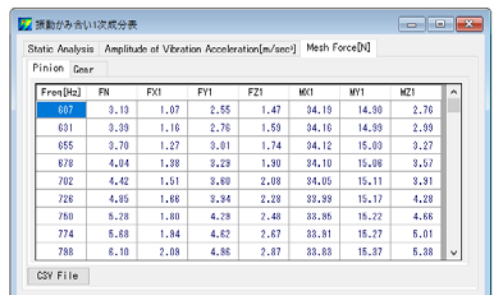 振動かみ合い1次成分表
Static Analysis Amplitude of Vibration Acceleration[m/sec²] Mesh Force[N]
Pinion Gear
Freq[Hz] FN FX1 FY1 FZ1 MX1 MY1 MZ1
607 3.13 1.07 2.55 1.47 34.19 14.90 2.76
631 3.39 1.16 2.76 1.59 34.16 14.99 2.99
655 3.70 1.27 3.01 1.74 34.12 15.03 3.27
678 4.04 1.38 3.29 1.90 34.10 15.06 3.57
702 4.42 1.51 3.60 2.08 34.05 15.11 3.91
726 4.85 1.66 3.94 2.28 33.99 15.17 4.28
750 5.28 1.80 4.29 2.48 33.95 15.22 4.66
774 5.68 1.94 4.62 2.67 33.91 15.27 5.01
798 6.10 2.09 4.96 2.87 33.83 15.37 5.38
CSV File